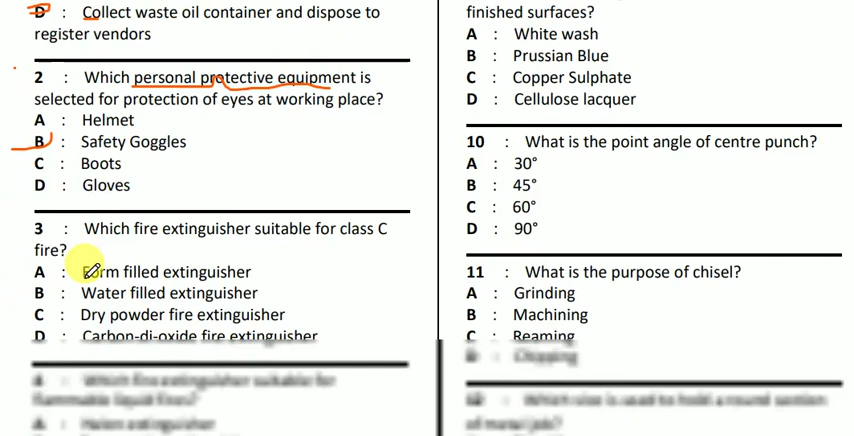 D : Collect waste oil container and dispose to
register vendors
2 : Which personal protective equipment is
selected for protection of eyes at working place?
A : Helmet
B : Safety Goggles
C : Boots
D : Gloves
3 : Which fire extinguisher suitable for class C
fire?
A : Form filled extinguisher
B : Water filled extinguisher
C : Dry powder fire extinguisher
D : Carbon-di-oxide fire extinguisher
finished surfaces?
A : White wash
B : Prussian Blue
C : Copper Sulphate
D : Cellulose lacquer
10 : What is the point angle of centre punch?
A : 30°
B : 45°
C : 60°
D : 90°
11 : What is the purpose of chisel?
A : Grinding
B : Machining
C : Reaming